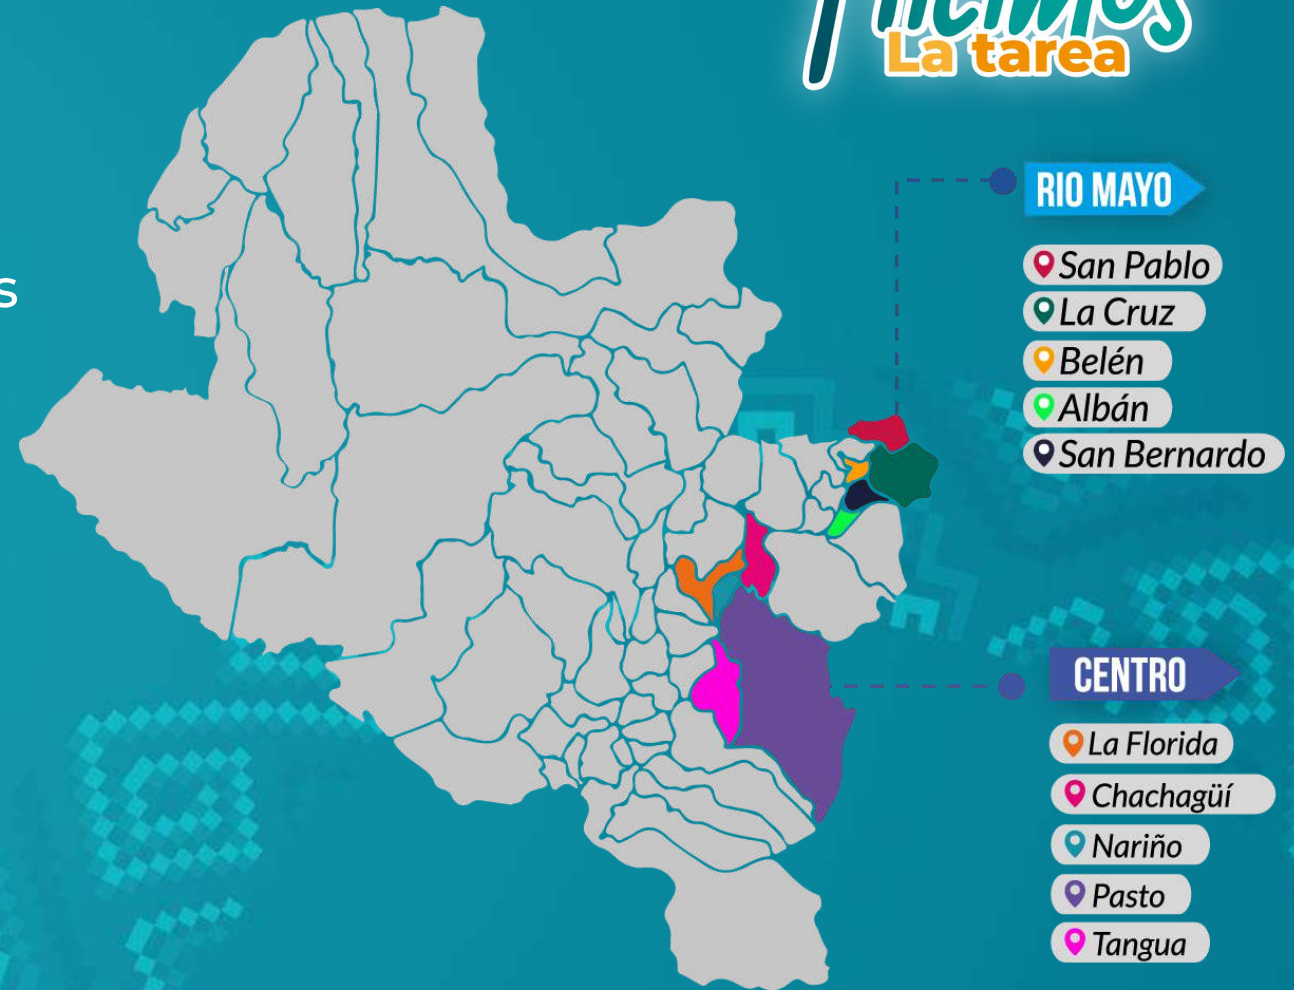 La tarea
s
RIO MAYO
San Pablo
La Cruz
Belén
Albán
San Bernardo
CENTRO
La Florida
Chachagüí
Nariño
Pasto
Tangua